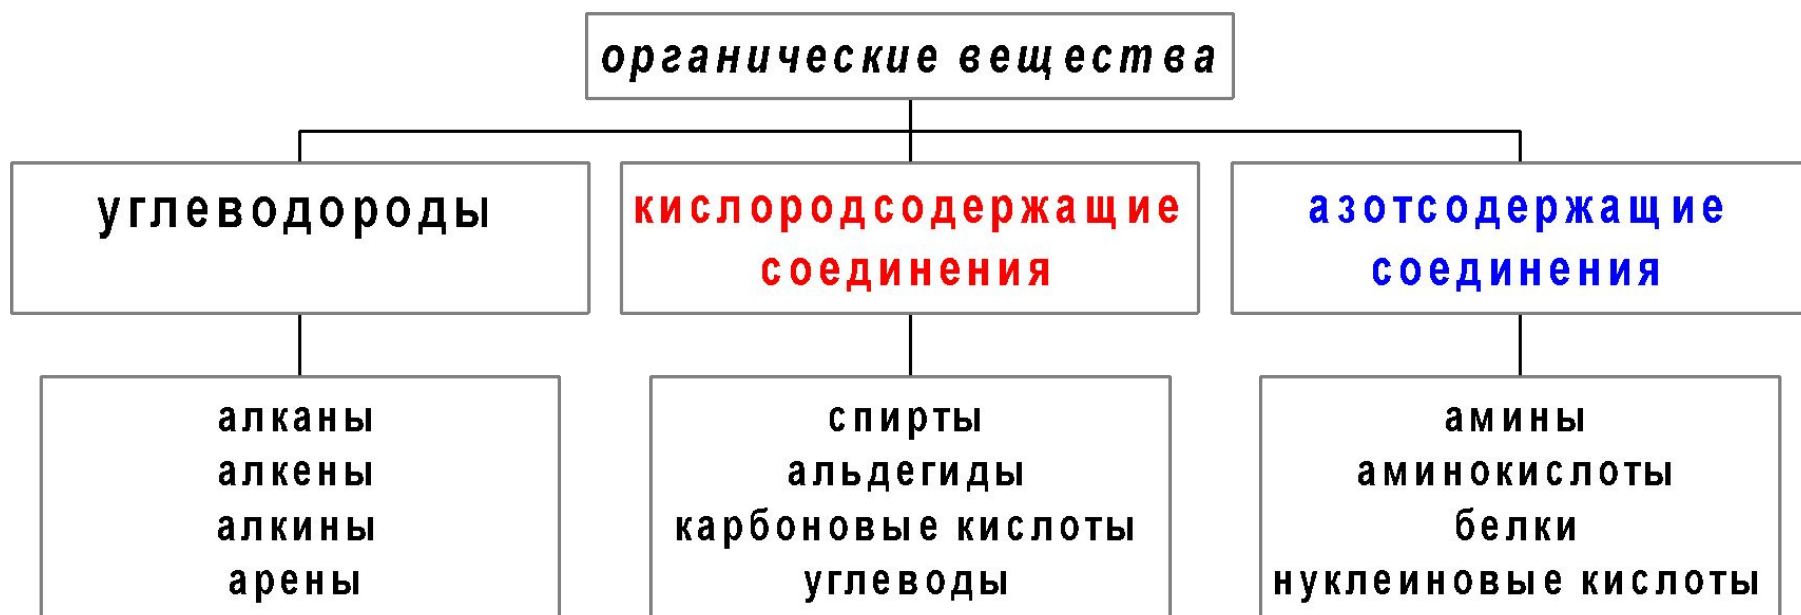 органические вещества
углеводороды
кислородсодержащие
соединения
азотсодержащие
соединения
алканы
алкены
алкины
арены
спирты
альдегиды
карбоновые кислоты
углеводы
амины
аминокислоты
белки
нуклеиновые кислоты